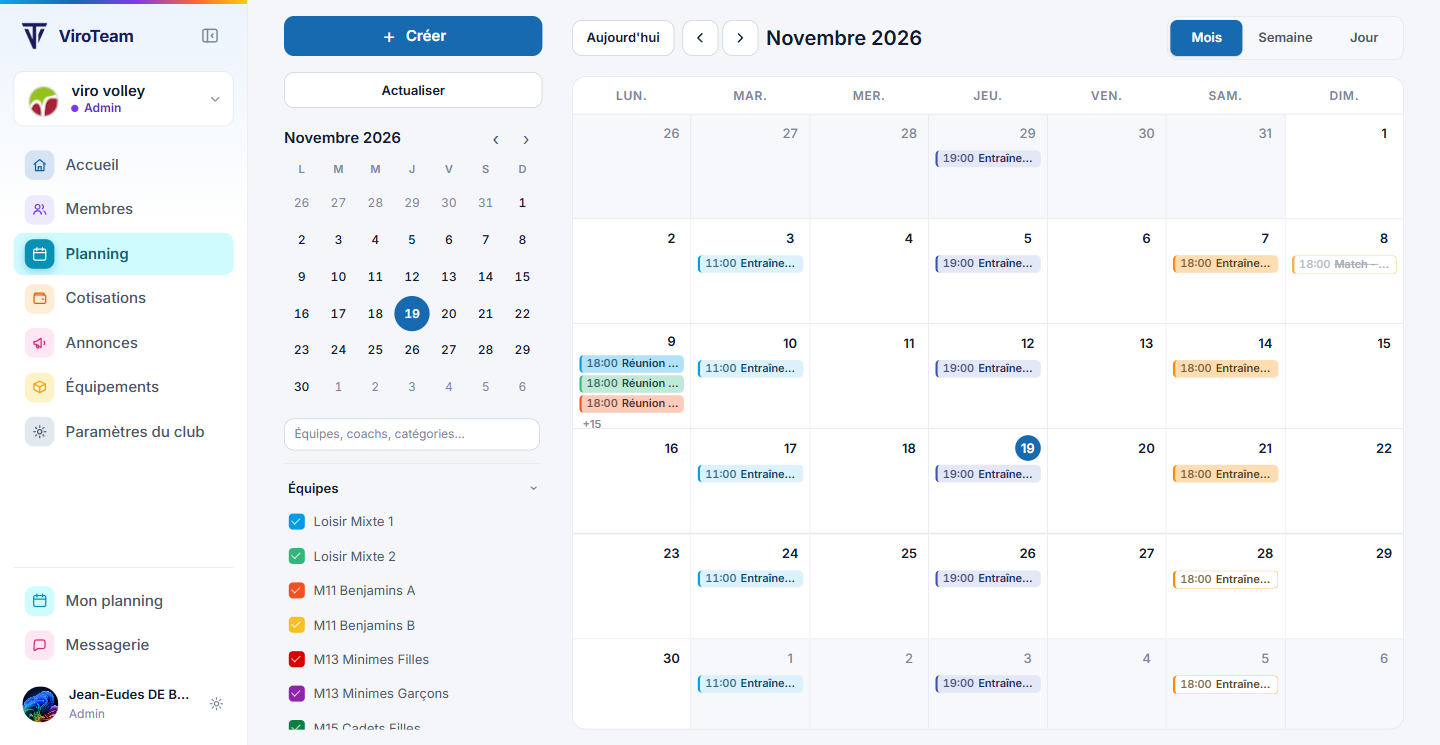 ViroTeam
viro volley
Admin
Accueil
Membres
Planning
Cotisations
Annonces
Équipements
Paramètres du club
Mon planning
Messagerie
Jean-Eudes DE B...
Admin
+ Créer
Actualiser
Novembre 2026
L M M J V S D
26 27 28 29 30 31 1
2 3 4 5 6 7 8
9 10 11 12 13 14 15
16 17 18 19 20 21 22
23 24 25 26 27 28 29
30 1 2 3 4 5 6
Équipes, coachs, catégories...
Équipes
Loisir Mixte 1
Loisir Mixte 2
M11 Benjamins A
M11 Benjamins B
M13 Minimes Filles
M13 Minimes Garçons
M15 Cadets Filles
Aujourd'hui
Novembre 2026
Mois Semaine Jour
LUN. MAR. MER. JEU. VEN. SAM. DIM.
26 27 28 29 30 31 1
19:00 Entraîne...
2 3 4 5 6 7 8
11:00 Entraîne... 19:00 Entraîne... 18:00 Entraîne... 18:00 Match - ...
9 10 11 12 13 14 15
18:00 Réunion ... 11:00 Entraîne... 19:00 Entraîne... 18:00 Entraîne...
18:00 Réunion ...
18:00 Réunion ...
+15
16 17 18 19 20 21 22
11:00 Entraîne... 19:00 Entraîne... 18:00 Entraîne...
23 24 25 26 27 28 29
11:00 Entraîne... 19:00 Entraîne... 18:00 Entraîne...
30 1 2 3 4 5 6
11:00 Entraîne... 19:00 Entraîne... 18:00 Entraîne...